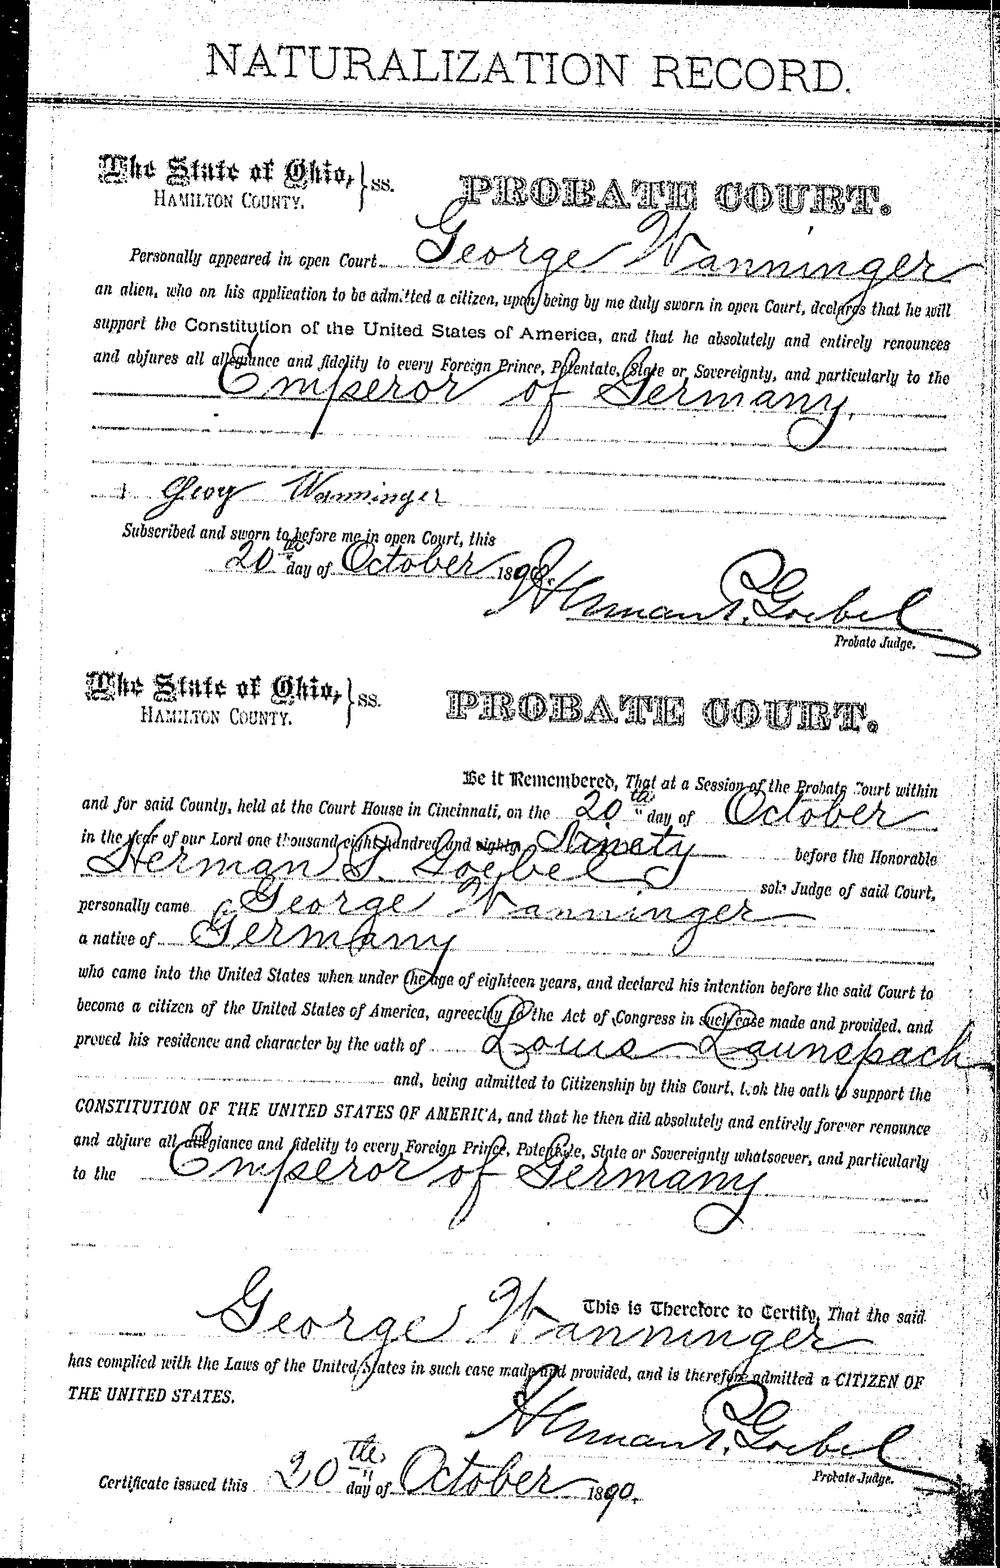 NATURALIZATION RECORD.
The State of Ohio, } ss.
HAMILTON COUNTY.
PROBATE COURT.
Personally appeared in open Court George Wanninger
an alien, who on his application to be admitted a citizen, upon being by me duly sworn in open Court, declares that he will
support the Constitution of the United States of America, and that he absolutely and entirely renounces
and abjures all allegiance and fidelity to every Foreign Prince, Potentate, State or Sovereignty, and particularly to the
Emperor of Germany.
Georg Wanninger
Subscribed and sworn to before me in open Court, this
20th day of October 1890.
Herman P. Goebel
Probate Judge.
The State of Ohio, } ss.
HAMILTON COUNTY.
PROBATE COURT.
Be it Remembered, That at a Session of the Probate Court within
and for said County, held at the Court House in Cincinnati, on the 20th day of October
in the year of our Lord one thousand eight hundred and eighty Ninety before the Honorable
Herman P. Goebel sole Judge of said Court,
personally came George Wanninger
a native of Germany
who came into the United States when under the age of eighteen years, and declared his intention before the said Court to
become a citizen of the United States of America, agreeably to the Act of Congress in such case made and provided, and
proved his residence and character by the oath of Louis Launspach
and, being admitted to Citizenship by this Court, took the oath to support the
CONSTITUTION OF THE UNITED STATES OF AMERICA, and that he then did absolutely and entirely forever renounce
and abjure all allegiance and fidelity to every Foreign Prince, Potentate, State or Sovereignty whatsoever, and particularly
to the Emperor of Germany
This is Therefore to Certify, That the said
George Wanninger
has complied with the Laws of the United States in such case made and provided, and is therefore admitted a CITIZEN OF
THE UNITED STATES.
Herman P. Goebel
Probate Judge.
Certificate issued this 20th day of October 1890.